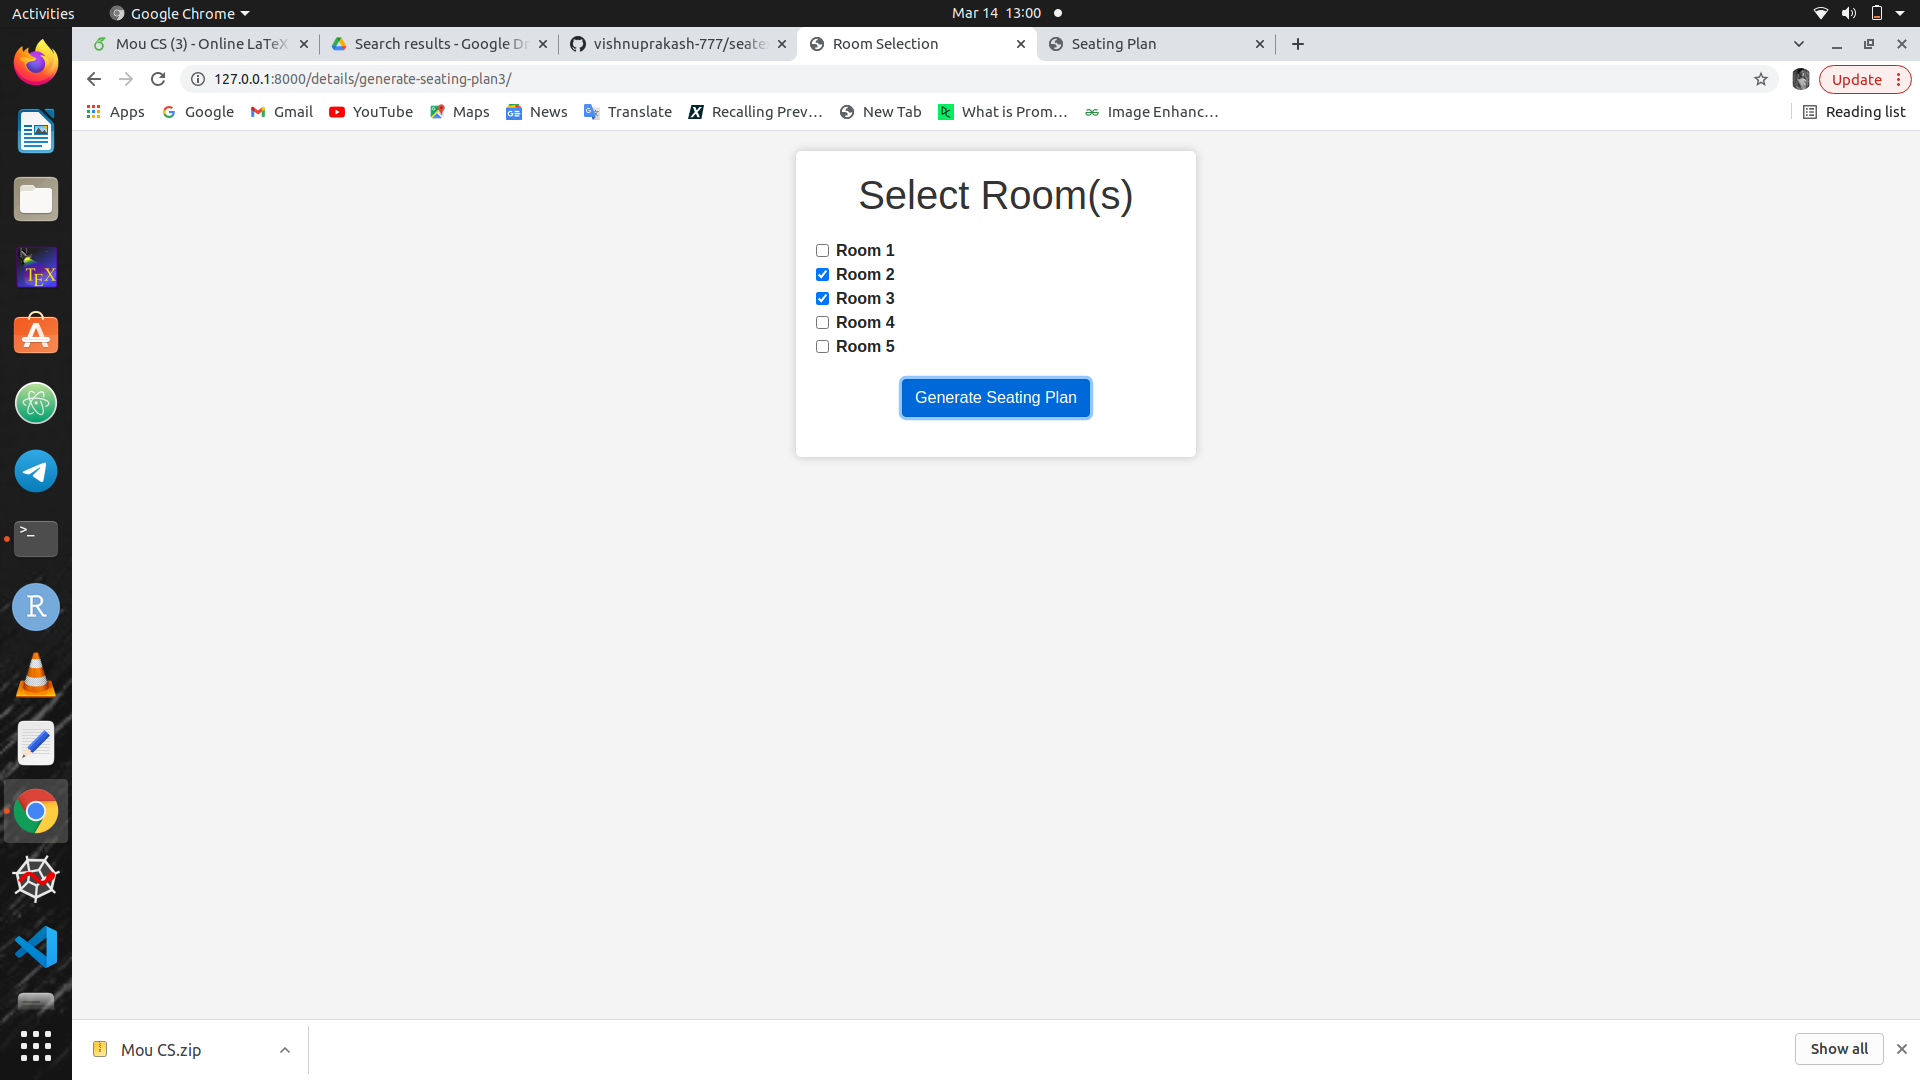 Activities
Google Chrome
Mar 14 13:00
Mou CS (3) - Online LaTeX
Search results - Google Dr
vishnuprakash-777/seate
Room Selection
Seating Plan
127.0.0.1:8000/details/generate-seating-plan3/
Update
Apps
Google
Gmail
YouTube
Maps
News
Translate
Recalling Prev…
New Tab
What is Prom…
Image Enhanc…
Reading list
Select Room(s)
Room 1
Room 2
Room 3
Room 4
Room 5
Generate Seating Plan
TEX
>_
R
Mou CS.zip
Show all